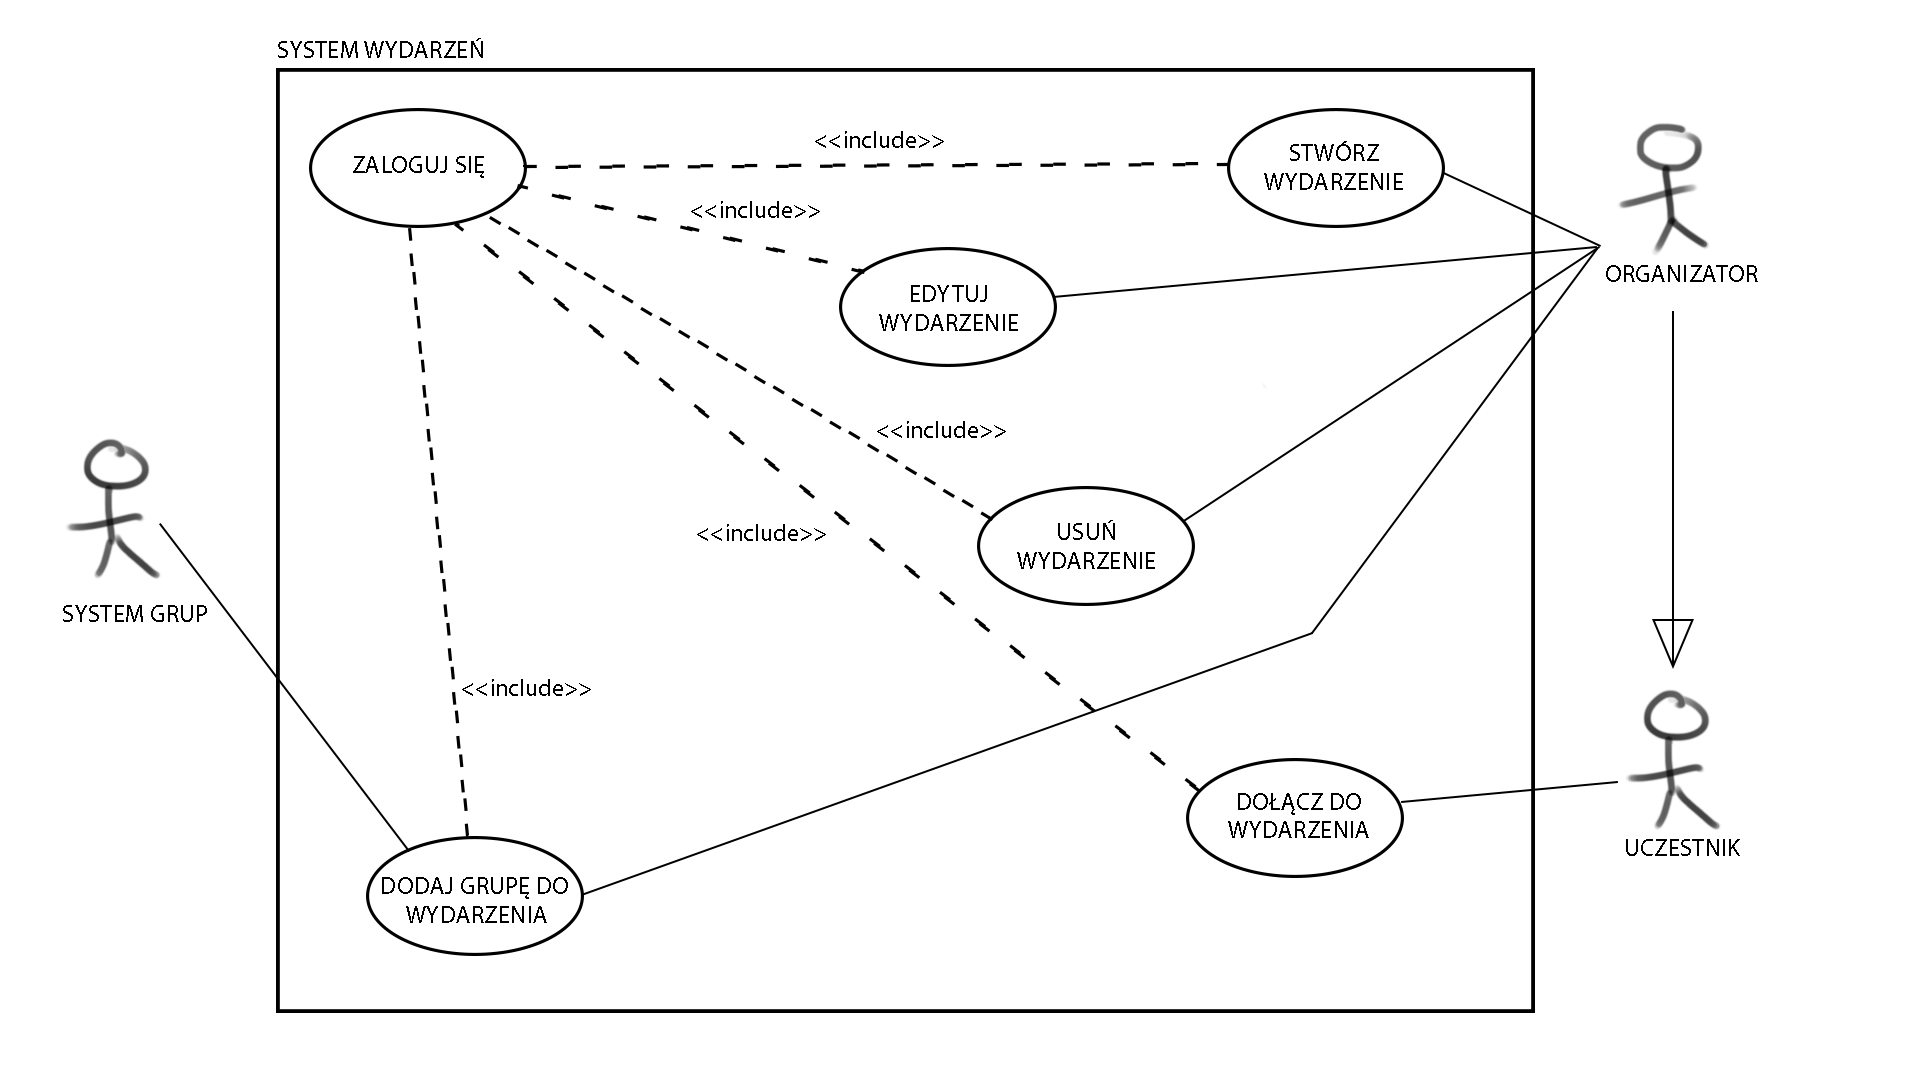 SYSTEM WYDARZEŃ
ZALOGUJ SIĘ
<<include>>
STWÓRZ
WYDARZENIE
<<include>>
ORGANIZATOR
EDYTUJ
WYDARZENIE
<<include>>
<<include>>
USUŃ
WYDARZENIE
SYSTEM GRUP
<<include>>
DOŁĄCZ DO
WYDARZENIA
UCZESTNIK
DODAJ GRUPĘ DO
WYDARZENIA